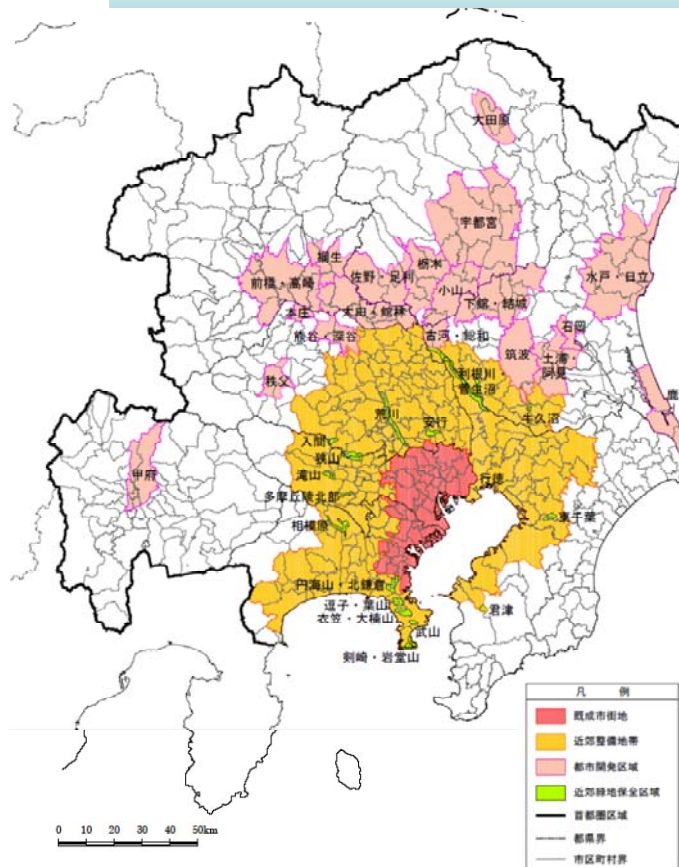 大田原
宇都宮
水戸・日立
桐生
栃木
佐野・足利
前橋・高崎
小山
下館・結城
本庄
太田・館林
石岡
熊谷・深谷
古河・総和
筑波
土浦
阿見
利根川
菅生沼
秩父
鹿
荒川
安行
牛久沼
入間
狭山
甲府
滝山
行徳
多摩丘陵北部
東千葉
相模原
円海山・北鎌倉
君津
逗子・葉山
衣笠・大楠山
武山
剣崎・岩堂山
凡 例
既成市街地
近郊整備地帯
都市開発区域
近郊緑地保全区域
首都圏区域
都県界
市区町村界
0 10 20 30 40 50km